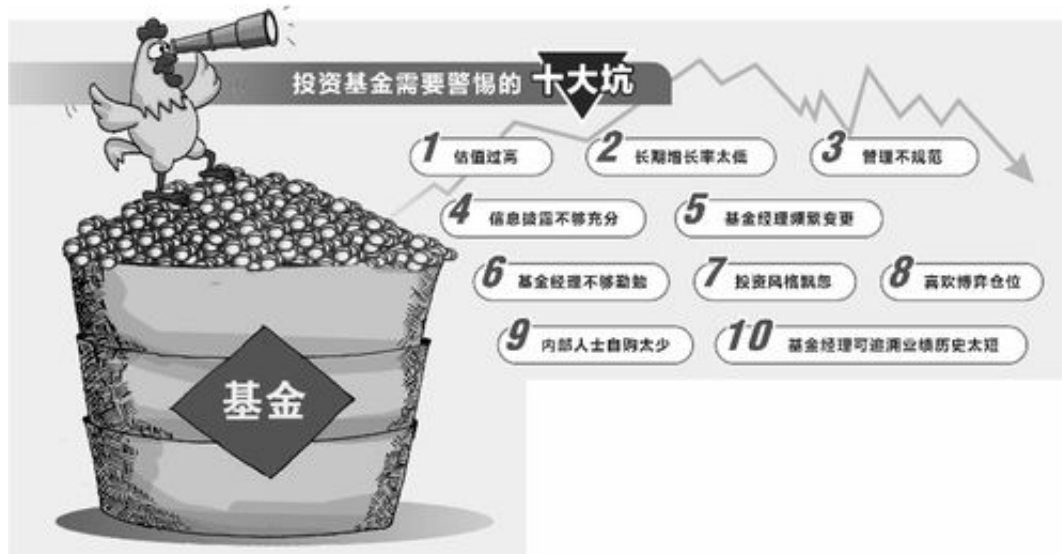 投资基金需要警惕的 十大坑
1 估值过高
2 长期增长率太低
3 管理不规范
4 信息披露不够充分
5 基金经理频繁变更
6 基金经理不够勤勉
7 投资风格飘忽
8 喜欢博弈仓位
9 内部人士自购太少
10 基金经理可追溯业绩历史太短
基金